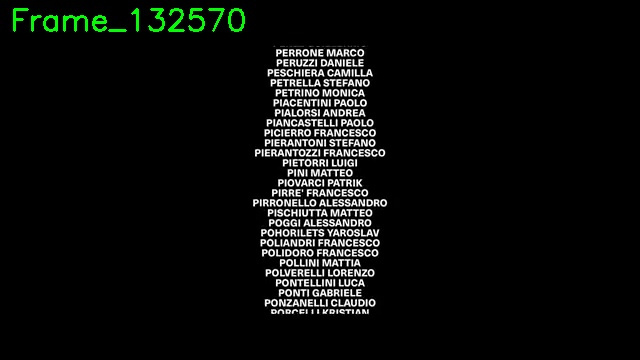 Frame_132570
PERRONE MARCO
PERUZZI DANIELE
PESCHIERA CAMILLA
PETRELLA STEFANO
PETRINO MONICA
PIACENTINI PAOLO
PIALORSI ANDREA
PIANCASTELLI PAOLO
PICIERRO FRANCESCO
PIERANTONI STEFANO
PIERANTOZZI FRANCESCO
PIETORRI LUIGI
PINI MATTEO
PIOVARCI PATRIK
PIRRE' FRANCESCO
PIRRONELLO ALESSANDRO
PISCHIUTTA MATTEO
POGGI ALESSANDRO
POHORILETS YAROSLAV
POLIANDRI FRANCESCO
POLIDORO FRANCESCO
POLLINI MATTIA
POLVERELLI LORENZO
PONTELLINI LUCA
PONTI GABRIELE
PONZANELLI CLAUDIO
PORCELLI KRISTIAN